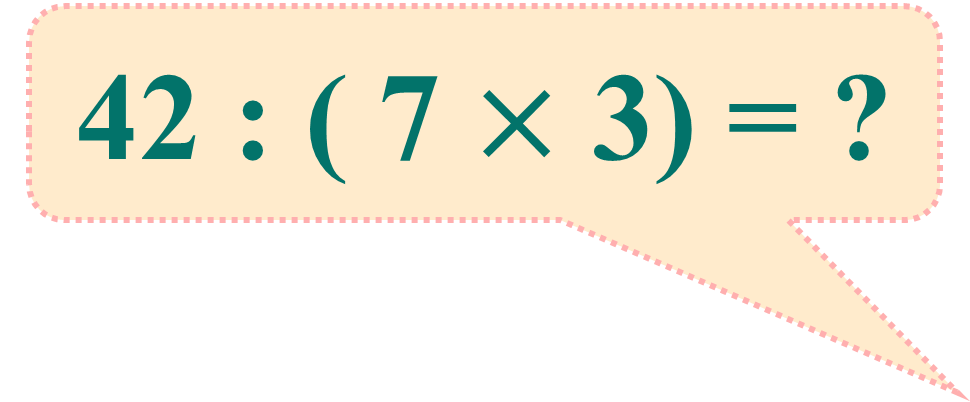 42 : ( 7 × 3) = ?